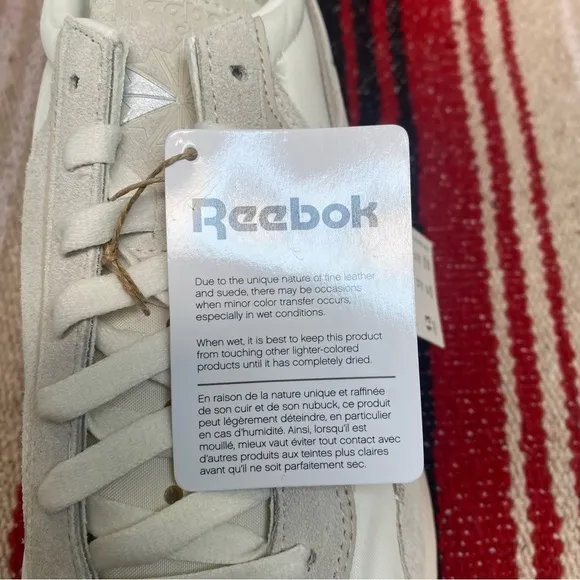 Reebok
Due to the unique nature of fine leather
and suede, there may be occasions
when minor color transfer occurs,
especially in wet conditions.
When wet, it is best to keep this product
from touching other lighter-colored
products until it has completely dried.
En raison de la nature unique et raffinée
de son cuir et de son nubuck, ce produit
peut légèrement déteindre, en particulier
en cas d'humidité. Ainsi, lorsqu'il est
mouillé, mieux vaut éviter tout contact avec
d'autres produits aux teintes plus claires
avant qu'il ne soit parfaitement sec.